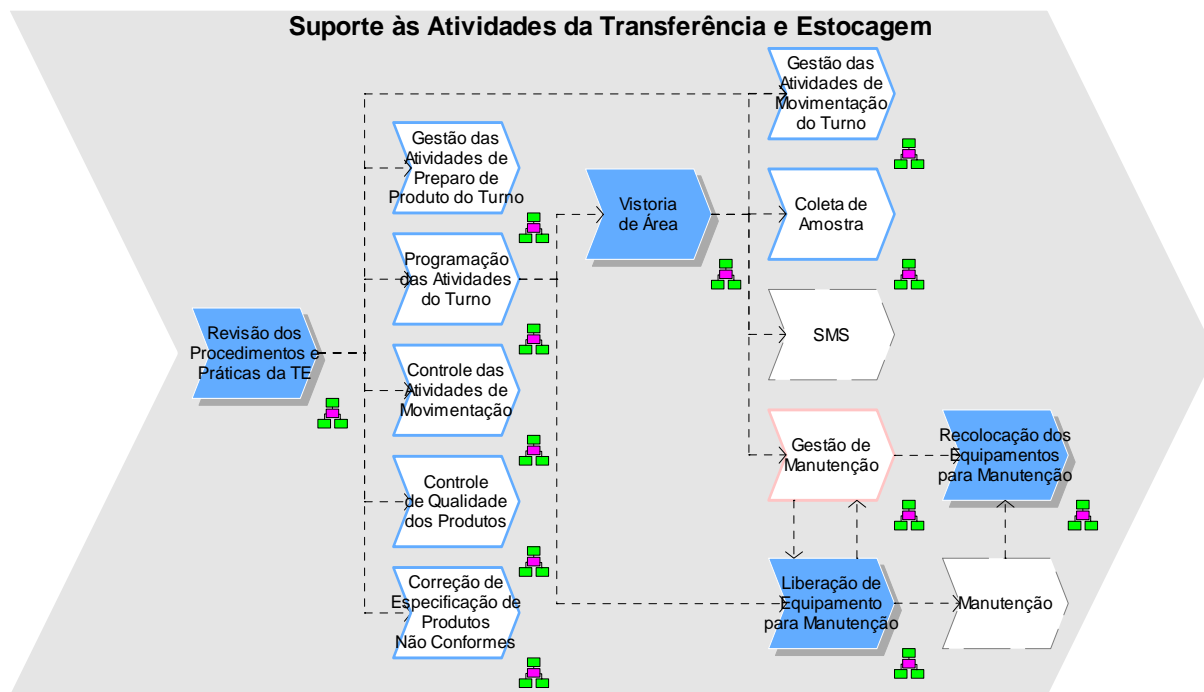 Suporte às Atividades da Transferência e Estocagem
Gestão das
Atividades de
Movimentação
do Turno
Gestão das
Atividades de
Preparo de
Produto do Turno
Vistoria
de Área
Coleta de
Amostra
Programação
das Atividades
do Turno
SMS
Revisão dos
Procedimentos e
Práticas da TE
Controle das
Atividades de
Movimentação
Gestão de
Manutenção
Recolocação dos
Equipamentos
para Manutenção
Controle
de Qualidade
dos Produtos
Correção de
Especificação de
Produtos
Não Conformes
Liberação de
Equipamento
para Manutenção
Manutenção